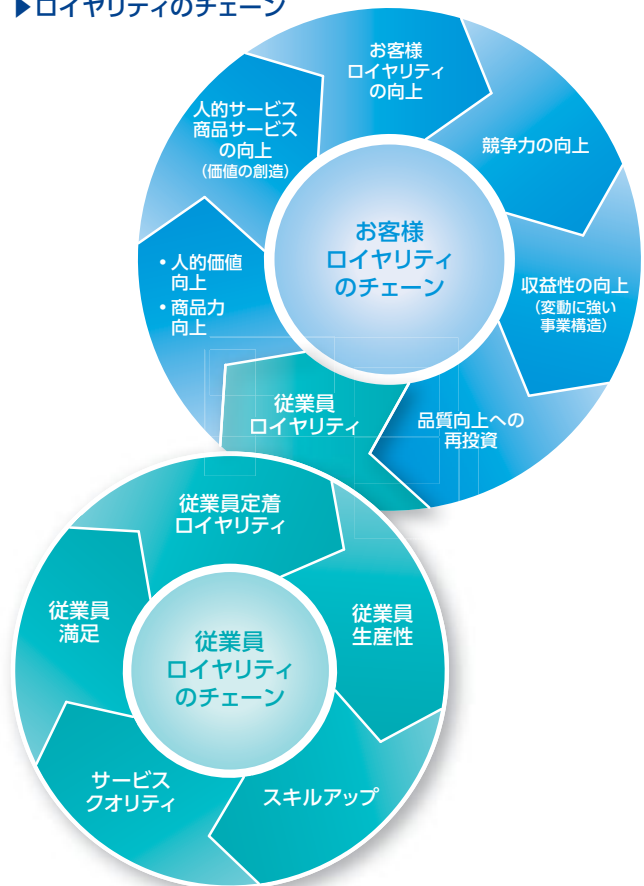 ▶ロイヤリティのチェーン
お客様
ロイヤリティ
の向上
競争力の向上
収益性の向上
(変動に強い
事業構造)
品質向上への
再投資
従業員
ロイヤリティ
・人的価値
向上
・商品力
向上
人的サービス
商品サービス
の向上
(価値の創造)
お客様
ロイヤリティ
のチェーン
従業員定着
ロイヤリティ
従業員
生産性
スキルアップ
サービス
クオリティ
従業員
満足
従業員
ロイヤリティ
のチェーン